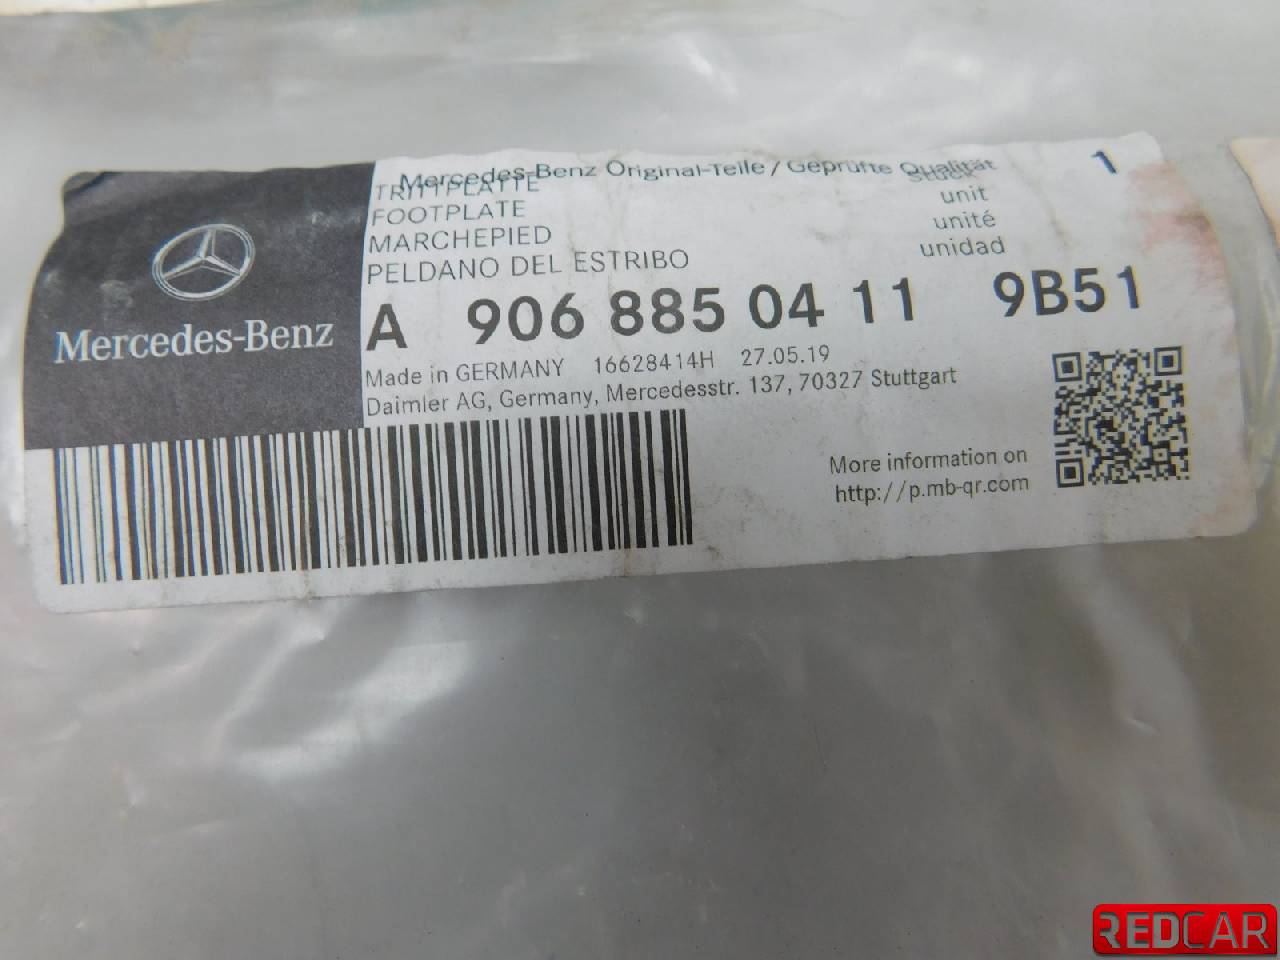 Mercedes-Benz Original-Teile / Geprüfte Qualität
1
TRITTPLATTE
FOOTPLATE
unit
MARCHEPIED
unité
PELDANO DEL ESTRIBO
unidad
Mercedes-Benz
A 906 885 04 11 9B51
Made in GERMANY 16628414H 27.05.19
Daimler AG, Germany, Mercedesstr. 137, 70327 Stuttgart
More information on
http://p.mb-qr.com
REDCAR